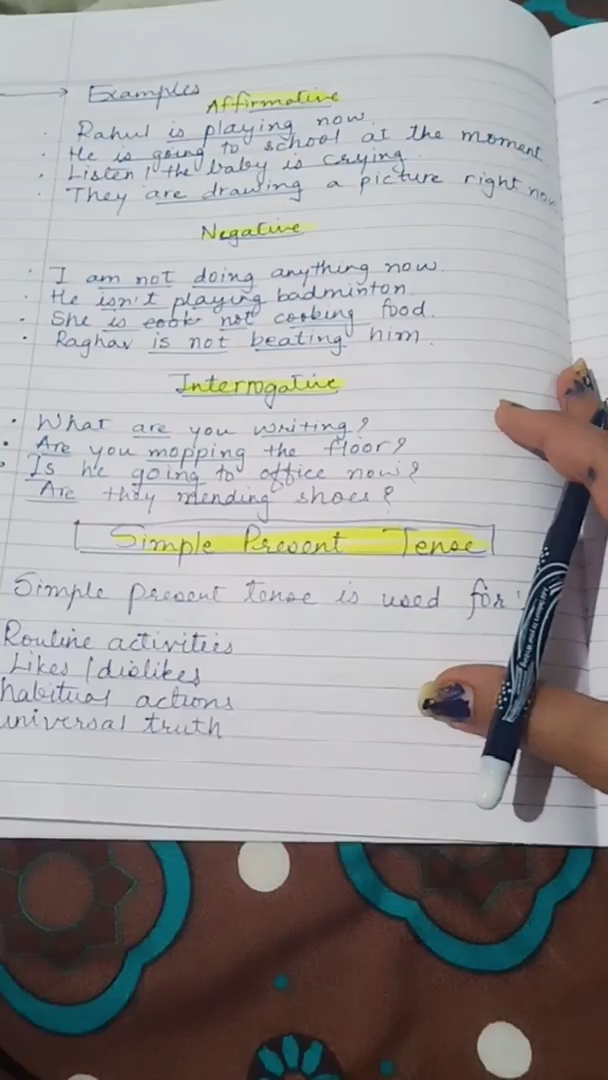 Examples
Affirmative
Rahul is playing now.
He is going to school at the moment
Listen ! the baby is crying.
They are drawing a picture right now.
Negative
I am not doing anything now.
He isn't playing badminton.
She is cook not cooking food.
Raghav is not beating him.
Interrogative
What are you writing?
Are you mopping the floor?
Is he going to office now?
Are they mending shoes?
Simple Present Tense
Simple present tense is used for:
Routine activities
Likes / dislikes
habitual actions
universal truth